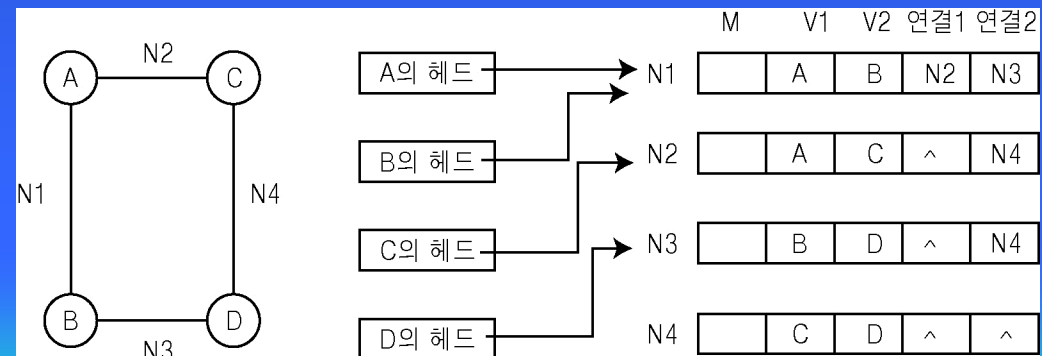 M V1 V2 연결1 연결2
N2
A
C
A의 헤드
N1 A B N2 N3
B의 헤드
N2 A C ^ N4
N1
N4
C의 헤드
N3 B D ^ N4
B
D
D의 헤드
N4 C D ^ ^
N3